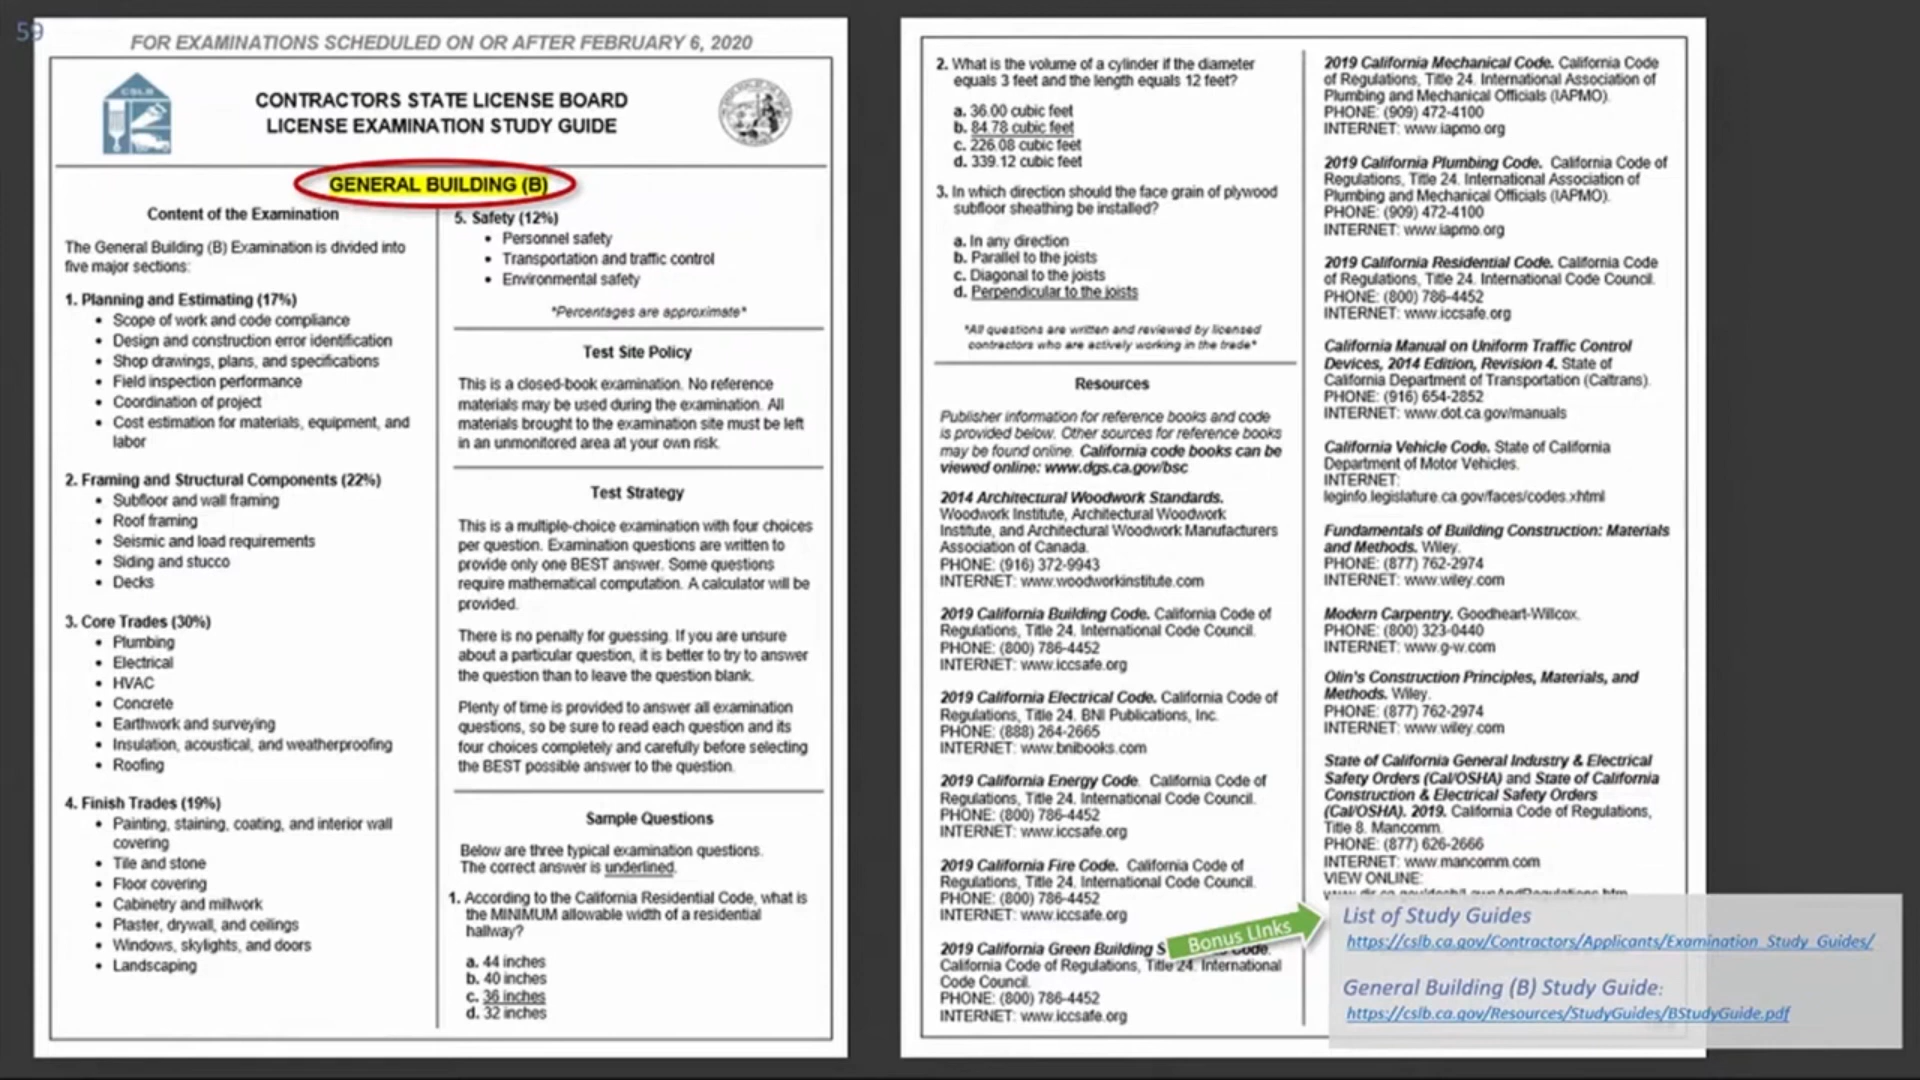 59
FOR EXAMINATIONS SCHEDULED ON OR AFTER FEBRUARY 6, 2020
CSLB
CONTRACTORS STATE LICENSE BOARD
LICENSE EXAMINATION STUDY GUIDE
GENERAL BUILDING (B)
Content of the Examination
The General Building (B) Examination is divided into
five major sections:
1. Planning and Estimating (17%)
• Scope of work and code compliance
• Design and construction error identification
• Shop drawings, plans, and specifications
• Field inspection performance
• Coordination of project
• Cost estimation for materials, equipment, and
labor
2. Framing and Structural Components (22%)
• Subfloor and wall framing
• Roof framing
• Seismic and load requirements
• Siding and stucco
• Decks
3. Core Trades (30%)
• Plumbing
• Electrical
• HVAC
• Concrete
• Earthwork and surveying
• Insulation, acoustical, and weatherproofing
• Roofing
4. Finish Trades (19%)
• Painting, staining, coating, and interior wall
covering
• Tile and stone
• Floor covering
• Cabinetry and millwork
• Plaster, drywall, and ceilings
• Windows, skylights, and doors
• Landscaping
5. Safety (12%)
• Personnel safety
• Transportation and traffic control
• Environmental safety
*Percentages are approximate*
Test Site Policy
This is a closed-book examination. No reference
materials may be used during the examination. All
materials brought to the examination site must be left
in an unmonitored area at your own risk.
Test Strategy
This is a multiple-choice examination with four choices
per question. Examination questions are written to
provide only one BEST answer. Some questions
require mathematical computation. A calculator will be
provided.
There is no penalty for guessing. If you are unsure
about a particular question, it is better to try to answer
the question than to leave the question blank.
Plenty of time is provided to answer all examination
questions, so be sure to read each question and its
four choices completely and carefully before selecting
the BEST possible answer to the question.
Sample Questions
Below are three typical examination questions.
The correct answer is underlined.
1. According to the California Residential Code, what is
the MINIMUM allowable width of a residential
hallway?
a. 44 inches
b. 40 inches
c. 36 inches
d. 32 inches
2. What is the volume of a cylinder if the diameter
equals 3 feet and the length equals 12 feet?
a. 36.00 cubic feet
b. 84.78 cubic feet
c. 226.08 cubic feet
d. 339.12 cubic feet
3. In which direction should the face grain of plywood
subfloor sheathing be installed?
a. In any direction
b. Parallel to the joists
c. Diagonal to the joists
d. Perpendicular to the joists
*All questions are written and reviewed by licensed
contractors who are actively working in the trade*
Resources
Publisher information for reference books and code
is provided below. Other sources for reference books
may be found online. California code books can be
viewed online: www.dgs.ca.gov/bsc
2014 Architectural Woodwork Standards.
Woodwork Institute, Architectural Woodwork
Institute, and Architectural Woodwork Manufacturers
Association of Canada.
PHONE: (916) 372-9943
INTERNET: www.woodworkinstitute.com
2019 California Building Code. California Code of
Regulations, Title 24. International Code Council.
PHONE: (800) 786-4452
INTERNET: www.iccsafe.org
2019 California Electrical Code. California Code of
Regulations, Title 24. BNI Publications, Inc.
PHONE: (888) 264-2665
INTERNET: www.bnibooks.com
2019 California Energy Code. California Code of
Regulations, Title 24. International Code Council.
PHONE: (800) 786-4452
INTERNET: www.iccsafe.org
2019 California Fire Code. California Code of
Regulations, Title 24. International Code Council.
PHONE: (800) 786-4452
INTERNET: www.iccsafe.org
2019 California Green Building S Code.
California Code of Regulations, Title 24. International
Code Council.
PHONE: (800) 786-4452
INTERNET: www.iccsafe.org
2019 California Mechanical Code. California Code
of Regulations, Title 24. International Association of
Plumbing and Mechanical Officials (IAPMO).
PHONE: (909) 472-4100
INTERNET: www.iapmo.org
2019 California Plumbing Code. California Code of
Regulations, Title 24. International Association of
Plumbing and Mechanical Officials (IAPMO).
PHONE: (909) 472-4100
INTERNET: www.iapmo.org
2019 California Residential Code. California Code
of Regulations, Title 24. International Code Council.
PHONE: (800) 786-4452
INTERNET: www.iccsafe.org
California Manual on Uniform Traffic Control
Devices, 2014 Edition, Revision 4. State of
California Department of Transportation (Caltrans).
PHONE: (916) 654-2852
INTERNET: www.dot.ca.gov/manuals
California Vehicle Code. State of California
Department of Motor Vehicles.
INTERNET:
leginfo.legislature.ca.gov/faces/codes.xhtml
Fundamentals of Building Construction: Materials
and Methods. Wiley.
PHONE: (877) 762-2974
INTERNET: www.wiley.com
Modern Carpentry. Goodheart-Willcox.
PHONE: (800) 323-0440
INTERNET: www.g-w.com
Olin's Construction Principles, Materials, and
Methods. Wiley.
PHONE: (877) 762-2974
INTERNET: www.wiley.com
State of California General Industry & Electrical
Safety Orders (Cal/OSHA) and State of California
Construction & Electrical Safety Orders
(Cal/OSHA). 2019. California Code of Regulations,
Title 8. Mancomm.
PHONE: (877) 626-2666
INTERNET: www.mancomm.com
VIEW ONLINE:
Bonus Links
List of Study Guides
https://cslb.ca.gov/Contractors/Applicants/Examination_Study_Guides/
General Building (B) Study Guide:
https://cslb.ca.gov/Resources/StudyGuides/BStudyGuide.pdf